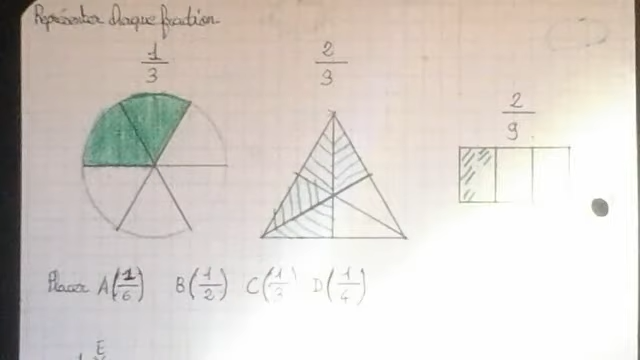 Représenter chaque fraction.
1/3
2/3
2/9
Placer A(1/6) B(1/2) C(1/3) D(1/4)
E